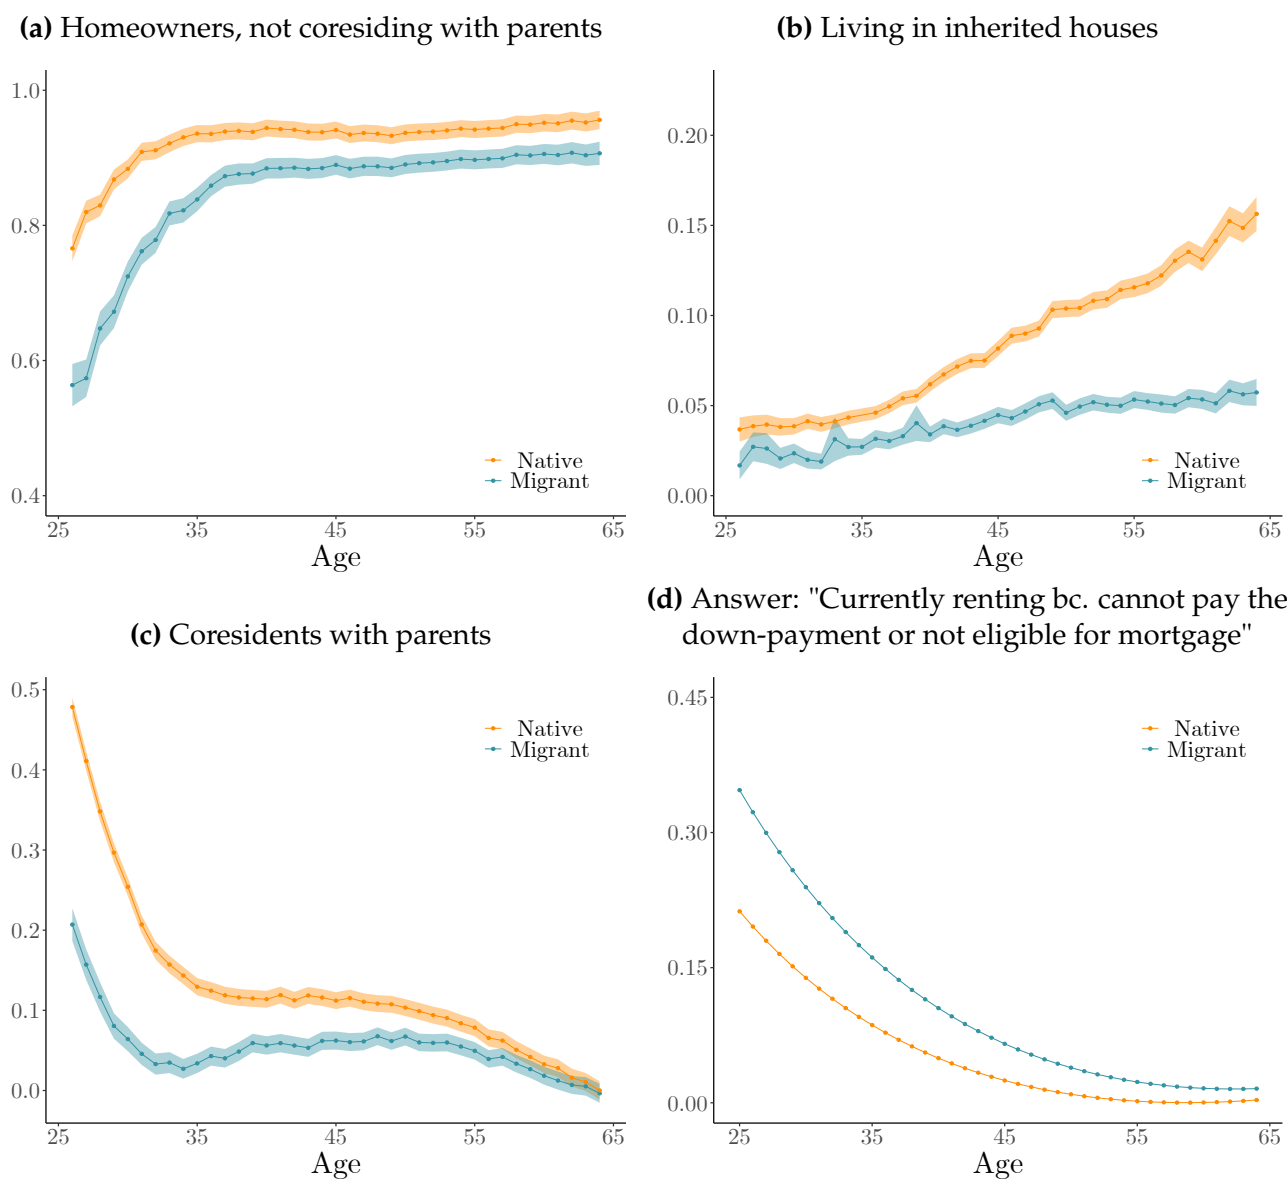 (a) Homeowners, not coresiding with parents
1.0
0.8
0.6
0.4
Native
Migrant
25 35 45 55 65
Age
(b) Living in inherited houses
0.20
0.15
0.10
0.05
0.00
Native
Migrant
25 35 45 55 65
Age
(c) Coresidents with parents
0.5
0.4
0.3
0.2
0.1
0.0
Native
Migrant
25 35 45 55 65
Age
(d) Answer: "Currently renting bc. cannot pay the
down-payment or not eligible for mortgage"
0.45
0.30
0.15
0.00
Native
Migrant
25 35 45 55 65
Age